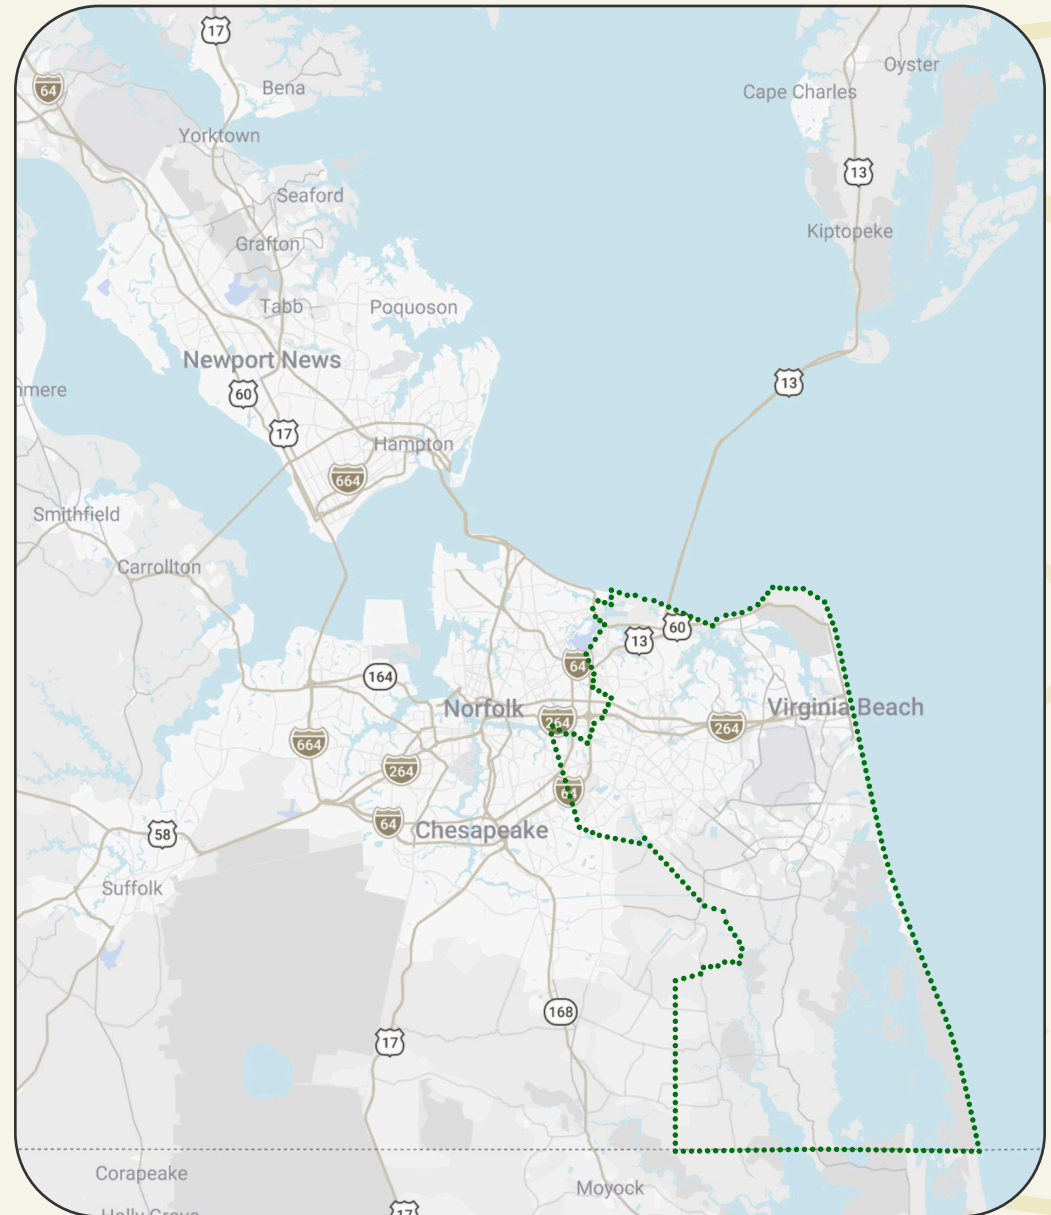 17
Bena
Oyster
64
Cape Charles
Yorktown
13
Seaford
Kiptopeke
Grafton
Tabb
Poquoson
Newport News
13
nmere
60
17
Hampton
664
Smithfield
Carrollton
60
13
64
164
Norfolk
Virginia Beach
264
264
664
264
64
64
Chesapeake
58
Suffolk
168
17
Corapeake
Moyock
Holly Grove
17